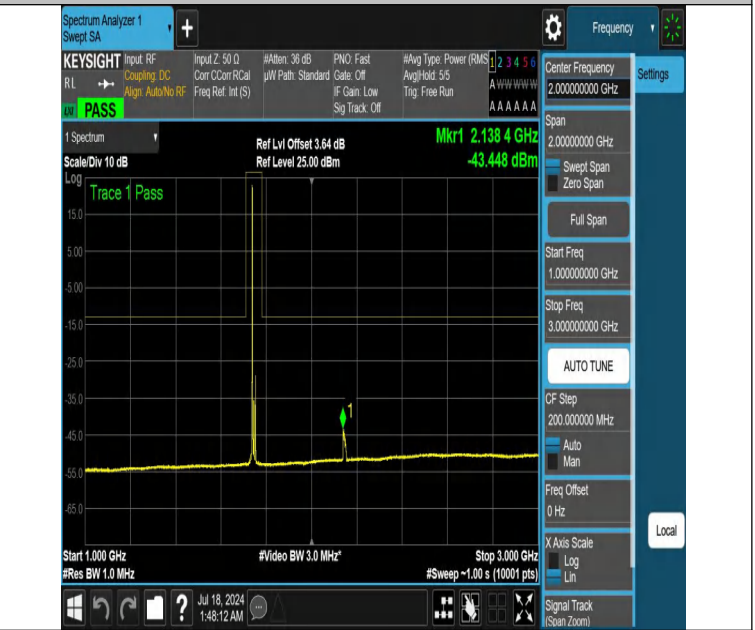 Spectrum Analyzer 1
Swept SA
+
Frequency
KEYSIGHT
RL
PASS
Input: RF
Coupling: DC
Align: Auto/No RF
Input Z: 50 Ω
Corr CCorr RCal
Freq Ref: Int (S)
#Atten: 36 dB
µW Path: Standard
PNO: Fast
Gate: Off
IF Gain: Low
Sig Track: Off
#Avg Type: Power (RMS
Avg|Hold: 5/5
Trig: Free Run
1 2 3 4 5 6
A W W W W W
A A A A A A
Settings
1 Spectrum
Scale/Div 10 dB
Ref Lvl Offset 3.64 dB
Ref Level 25.00 dBm
Mkr1 2.138 4 GHz
-43.448 dBm
Log
Trace 1 Pass
15.0
5.00
-5.00
-15.0
-25.0
-35.0
-45.0
-55.0
-65.0
1
Start 1.000 GHz
#Res BW 1.0 MHz
#Video BW 3.0 MHz*
Stop 3.000 GHz
#Sweep ~1.00 s (10001 pts)
Center Frequency
2.000000000 GHz
Span
2.00000000 GHz
Swept Span
Zero Span
Full Span
Start Freq
1.000000000 GHz
Stop Freq
3.000000000 GHz
AUTO TUNE
CF Step
200.000000 MHz
Auto
Man
Freq Offset
0 Hz
X Axis Scale
Log
Lin
Signal Track
(Span Zoom)
Local
?
Jul 18, 2024
1:48:12 AM